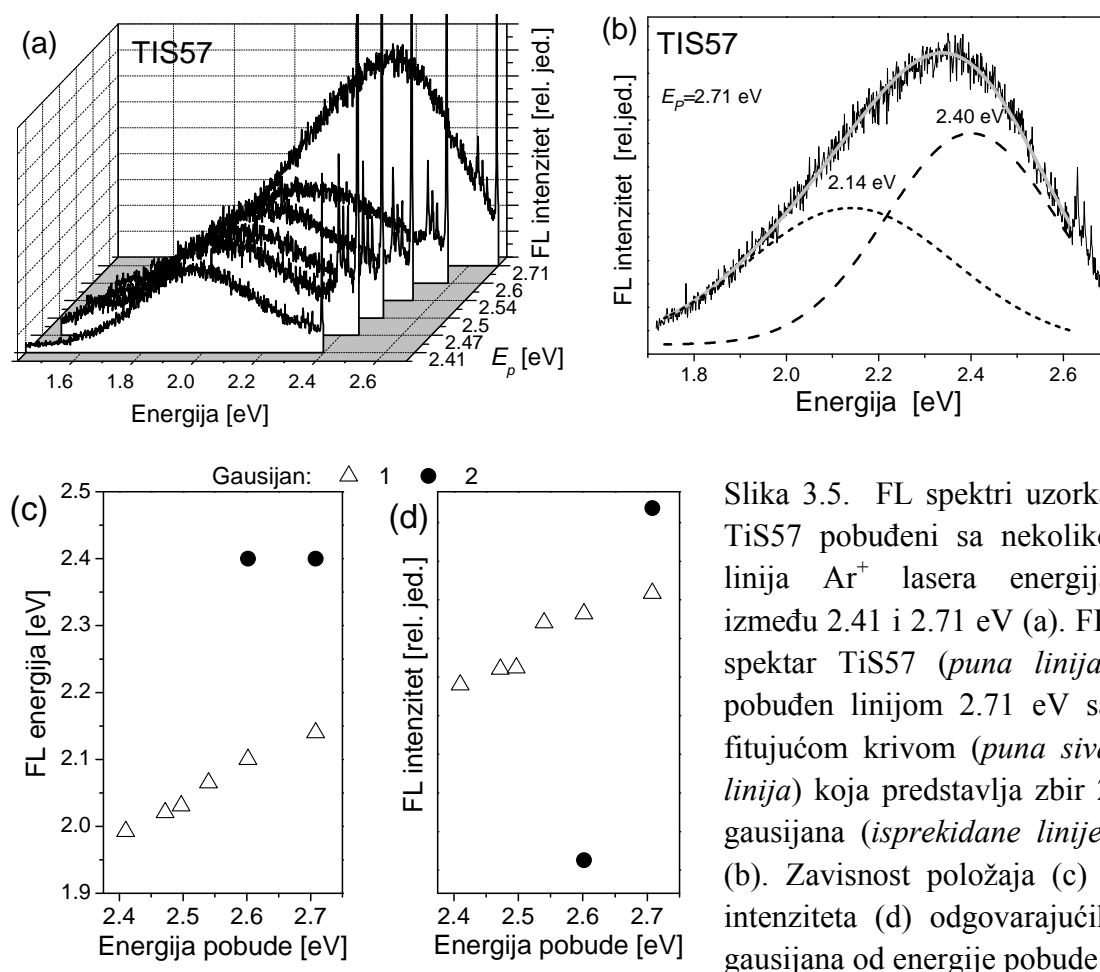 (a)
TIS57
FL intenzitet [rel. jed.]
2.71
2.6
2.54
2.5
2.47
2.41
E_p [eV]
1.6 1.8 2.0 2.2 2.4 2.6
Energija [eV]
(b)
TIS57
E_P=2.71 eV
2.40 eV
2.14 eV
FL intenzitet [rel.jed.]
1.8 2.0 2.2 2.4 2.6
Energija [eV]
Gausijan: △ 1 ● 2
(c)
2.5
2.4
2.3
2.2
2.1
2.0
1.9
FL energija [eV]
2.4 2.5 2.6 2.7
Energija pobude [eV]
(d)
FL intenzitet [rel. jed.]
2.4 2.5 2.6 2.7
Energija pobude [eV]
Slika 3.5. FL spektri uzorka
TiS57 pobuđeni sa nekoliko
linija Ar⁺ lasera energija
između 2.41 i 2.71 eV (a). FL
spektar TiS57 (puna linija)
pobuđen linijom 2.71 eV sa
fitujućom krivom (puna siva
linija) koja predstavlja zbir 2
gausijana (isprekidane linije)
(b). Zavisnost položaja (c)
intenziteta (d) odgovarajućih
gausijana od energije pobude